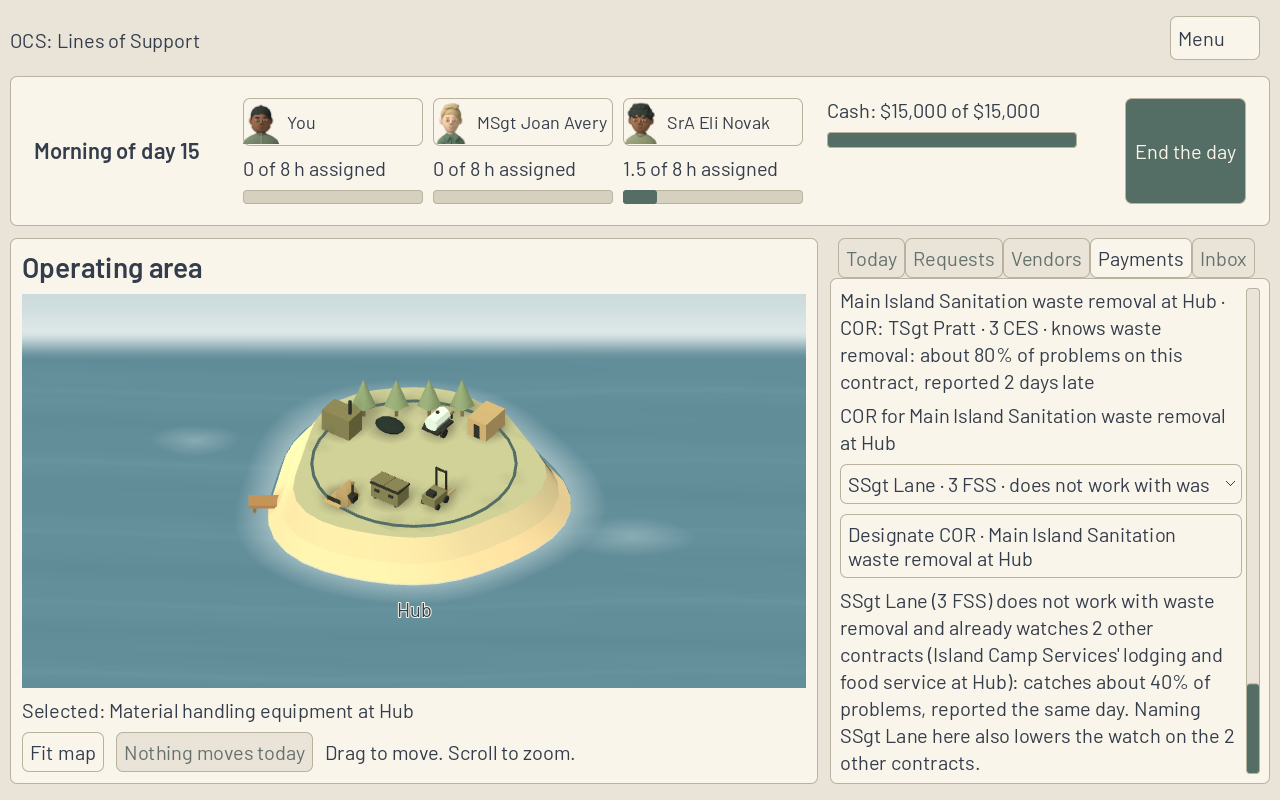 OCS: Lines of Support
Menu
Morning of day 15
You
0 of 8 h assigned
MSgt Joan Avery
0 of 8 h assigned
SrA Eli Novak
1.5 of 8 h assigned
Cash: $15,000 of $15,000
End the day
Operating area
Hub
Selected: Material handling equipment at Hub
Fit map
Nothing moves today
Drag to move. Scroll to zoom.
Today
Requests
Vendors
Payments
Inbox
Main Island Sanitation waste removal at Hub ·
COR: TSgt Pratt · 3 CES · knows waste
removal: about 80% of problems on this
contract, reported 2 days late
COR for Main Island Sanitation waste removal
at Hub
SSgt Lane · 3 FSS · does not work with was
Designate COR · Main Island Sanitation
waste removal at Hub
SSgt Lane (3 FSS) does not work with waste
removal and already watches 2 other
contracts (Island Camp Services' lodging and
food service at Hub): catches about 40% of
problems, reported the same day. Naming
SSgt Lane here also lowers the watch on the 2
other contracts.